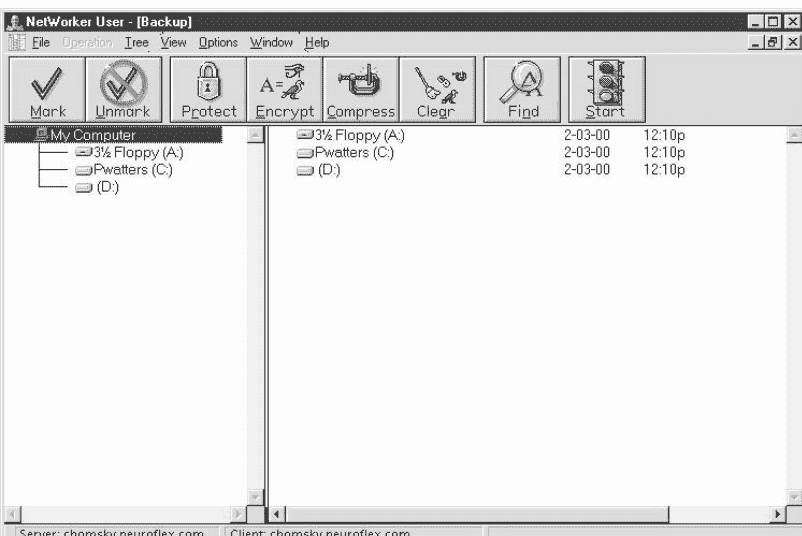 NetWorker User - [Backup]
File Operation Tree View Options Window Help
Mark Unmark Protect Encrypt Compress Clear Find Start
My Computer
3½ Floppy (A:)
Pwatters (C:)
(D:)
3½ Floppy (A:) 2-03-00 12:10p
Pwatters (C:) 2-03-00 12:10p
(D:) 2-03-00 12:10p
Server: chomsky.neuroflex.com Client: chomsky.neuroflex.com